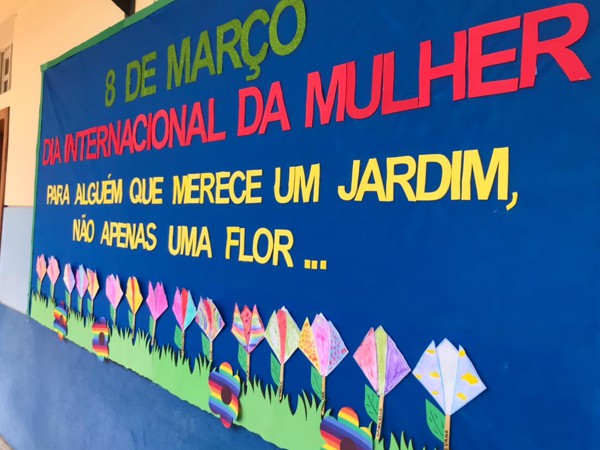 8 DE MARÇO
DIA INTERNACIONAL DA MULHER
PARA ALGUÉM QUE MERECE UM JARDIM,
NÃO APENAS UMA FLOR...